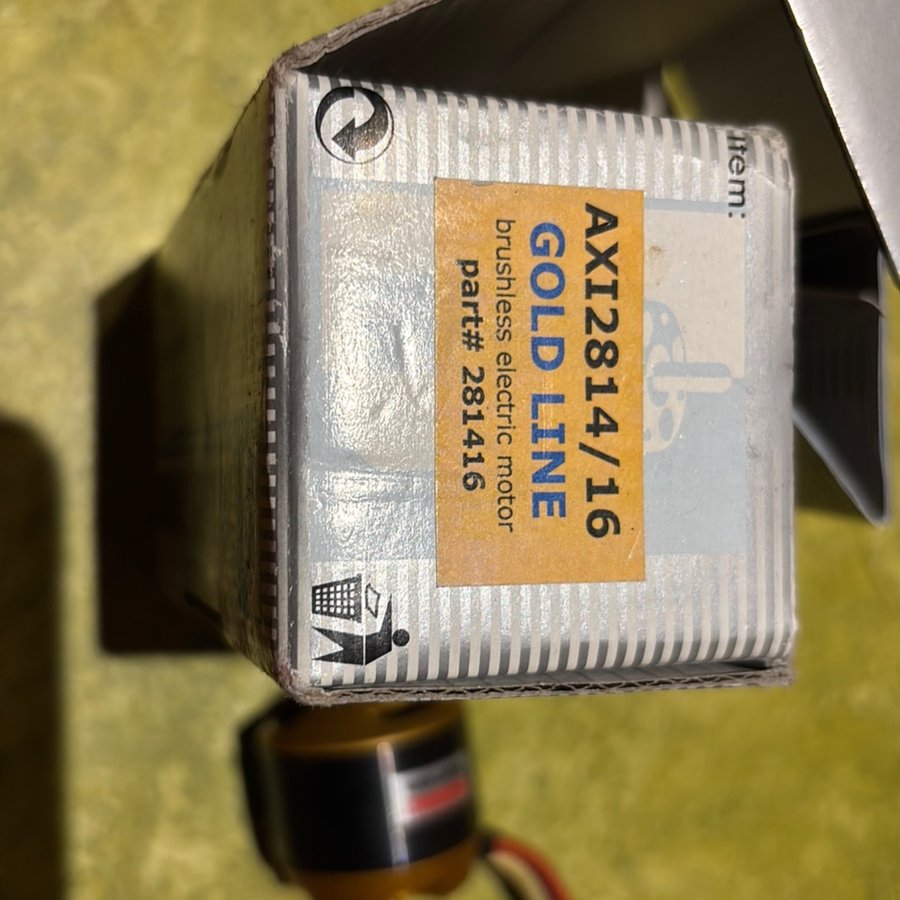 Item:
AXI2814/16
GOLD LINE
brushless electric motor
part# 281416